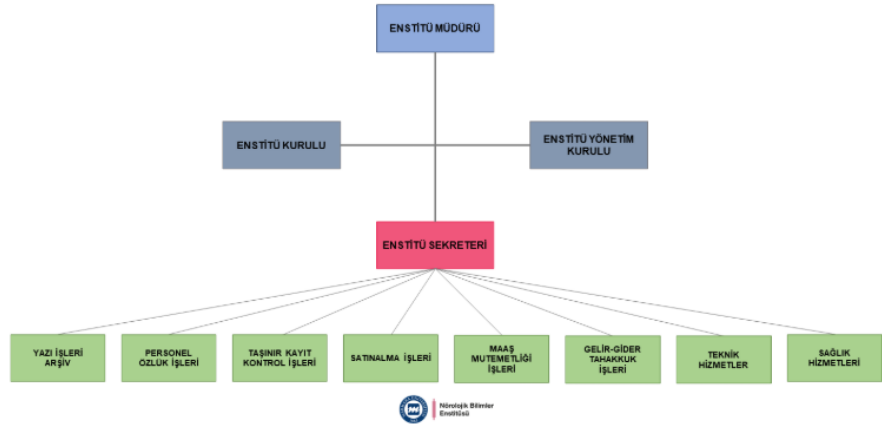 ENSTİTÜ MÜDÜRÜ
ENSTİTÜ KURULU
ENSTİTÜ YÖNETİM
KURULU
ENSTİTÜ SEKRETERİ
YAZI İŞLERİ
ARŞİV
PERSONEL
ÖZLÜK İŞLERİ
TAŞINIR KAYIT
KONTROL İŞLERİ
SATINALMA İŞLERİ
MAAŞ
MUTEMETLİĞİ
İŞLERİ
GELİR-GİDER
TAHAKKUK
İŞLERİ
TEKNİK
HİZMETLER
SAĞLIK
HİZMETLERİ
Nörolojik Bilimler
Enstitüsü